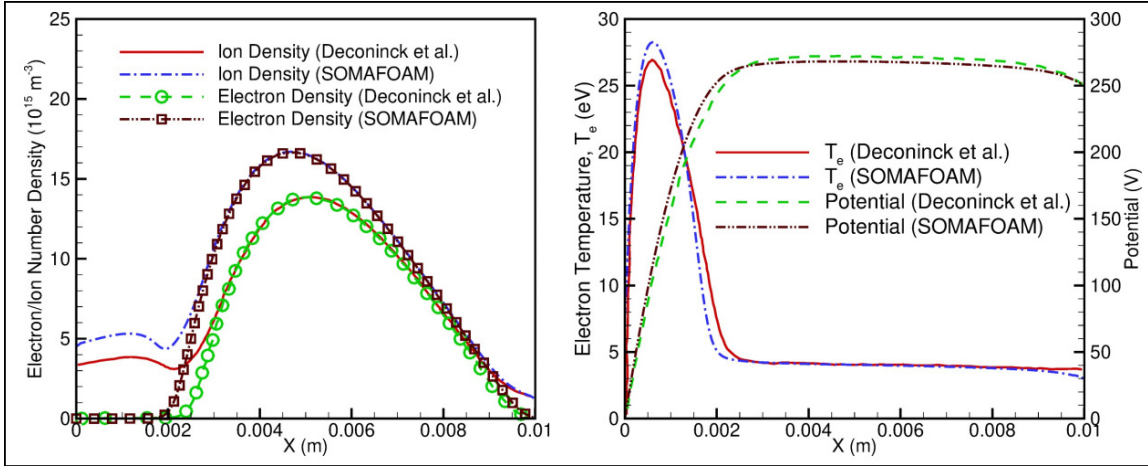 25
20
15
10
5
0
Electron/Ion Number Density (10¹⁵ m⁻³)
Ion Density (Deconinck et al.)
Ion Density (SOMAFOAM)
Electron Density (Deconinck et al.)
Electron Density (SOMAFOAM)
0 0.002 0.004 0.006 0.008 0.01
X (m)
30
25
20
15
10
5
0
Electron Temperature, Tₑ (eV)
Tₑ (Deconinck et al.)
Tₑ (SOMAFOAM)
Potential (Deconinck et al.)
Potential (SOMAFOAM)
300
250
200
150
100
50
0
Potential (V)
0 0.002 0.004 0.006 0.008 0.01
X (m)